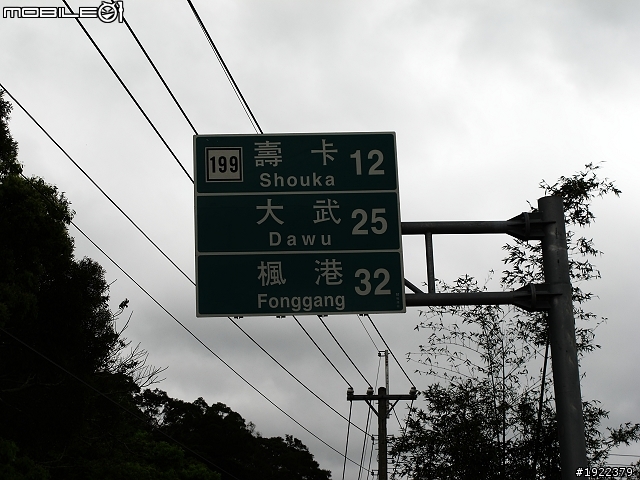 MOBILE01
199 壽卡 12
Shouka
大武 25
Dawu
楓港 32
Fonggang
#1922379